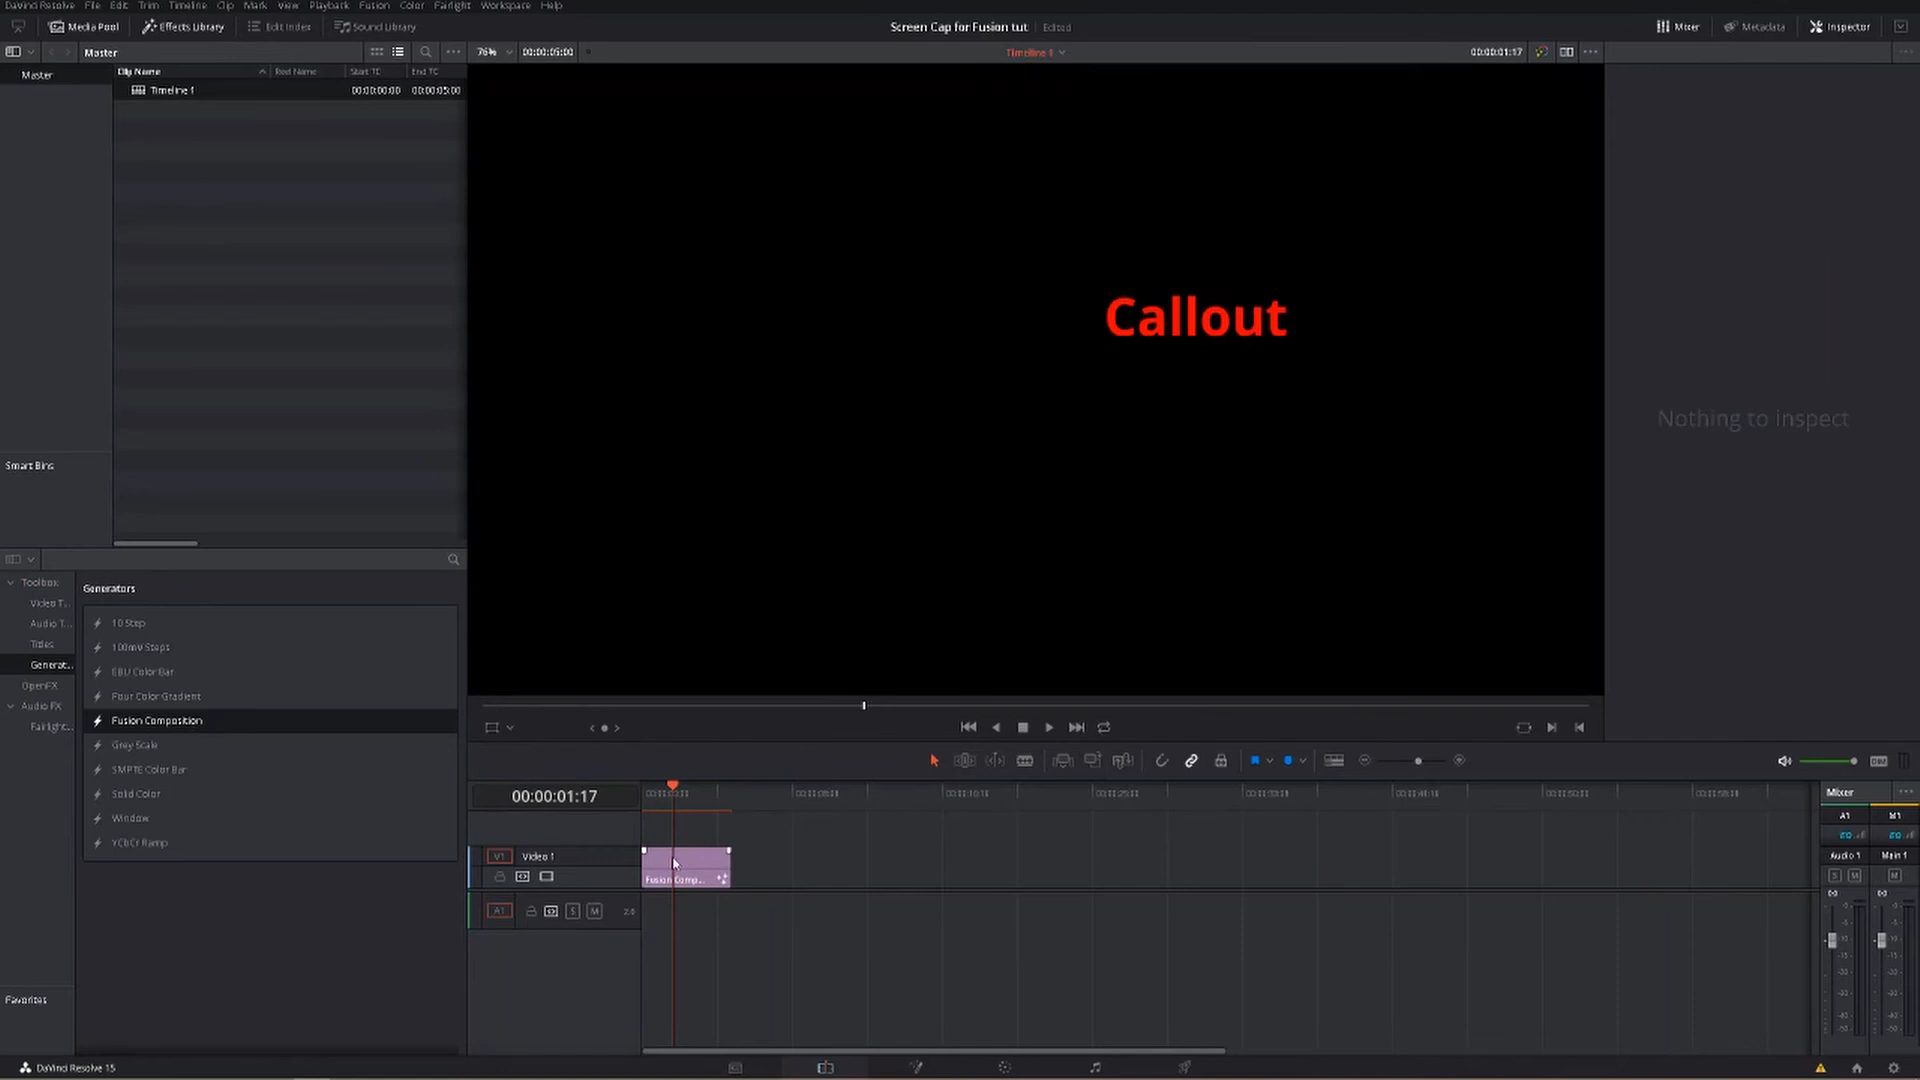 DaVinci Resolve File Edit Trim Timeline Clip Mark View Playback Fusion Color Fairlight Workspace Help
Media Pool Effects Library Edit Index Sound Library Screen Cap for Fusion tut Edited Mixer Metadata Inspector
Master 76% 00:00:05:00 Timeline 1 00:00:01:17
Master Clip Name Reel Name Start TC End TC
Timeline 1 00:00:00:00 00:00:05:00
Callout
Nothing to inspect
Smart Bins
Toolbox Generators
Video T...
Audio T...
Titles
Generat...
OpenFX
Audio FX
Fairlight...
10 Step
100mV Steps
EBU Color Bar
Four Color Gradient
Fusion Composition
Grey Scale
SMPTE Color Bar
Solid Color
Window
YCbCr Ramp
00:00:01:17
V1 Video 1
Fusion Comp...
A1 S M 2.0
Mixer
A1 M1
EQ EQ
Audio 1 Main 1
S M M
Favorites
DaVinci Resolve 15